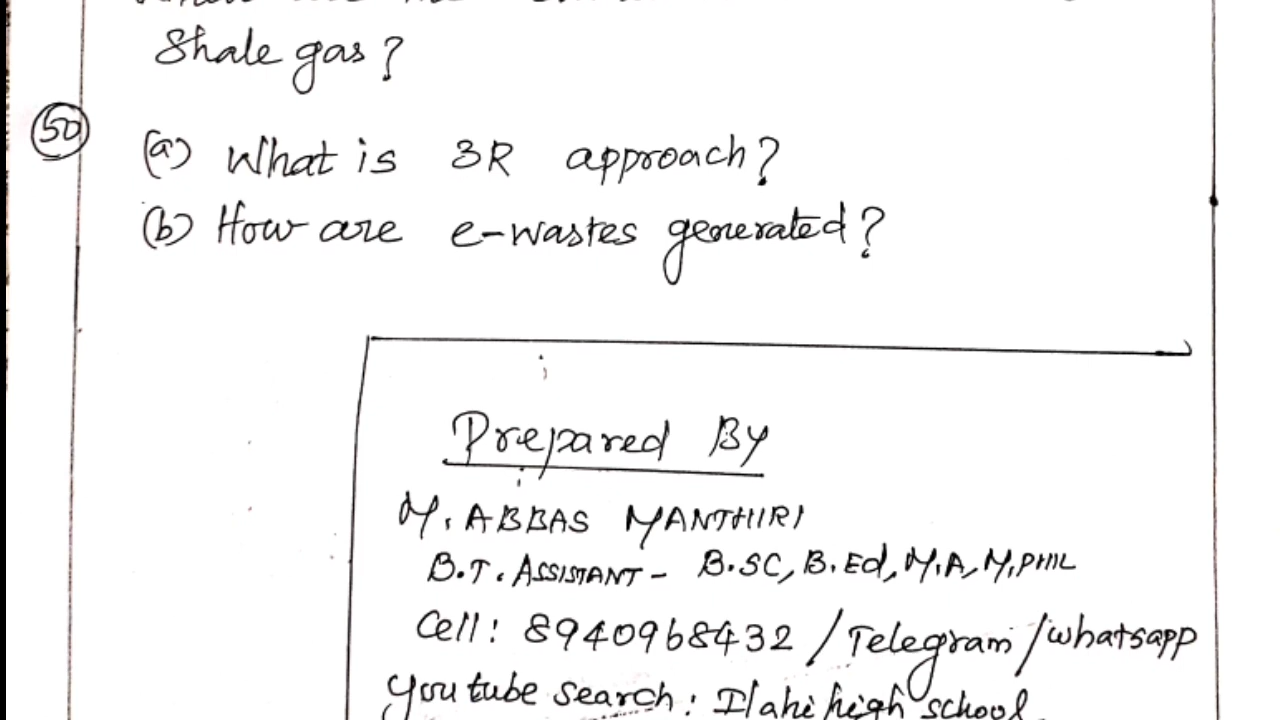 Shale gas?
50
(a) What is 3R approach?
(b) How are e-wastes generated?
Prepared By
M. ABBAS MANTHIRI
B.T. ASSISTANT - B.SC, B.Ed, M.A, M.PHIL
Cell: 8940968432 / Telegram / whatsapp
you tube search: Ilahi high school